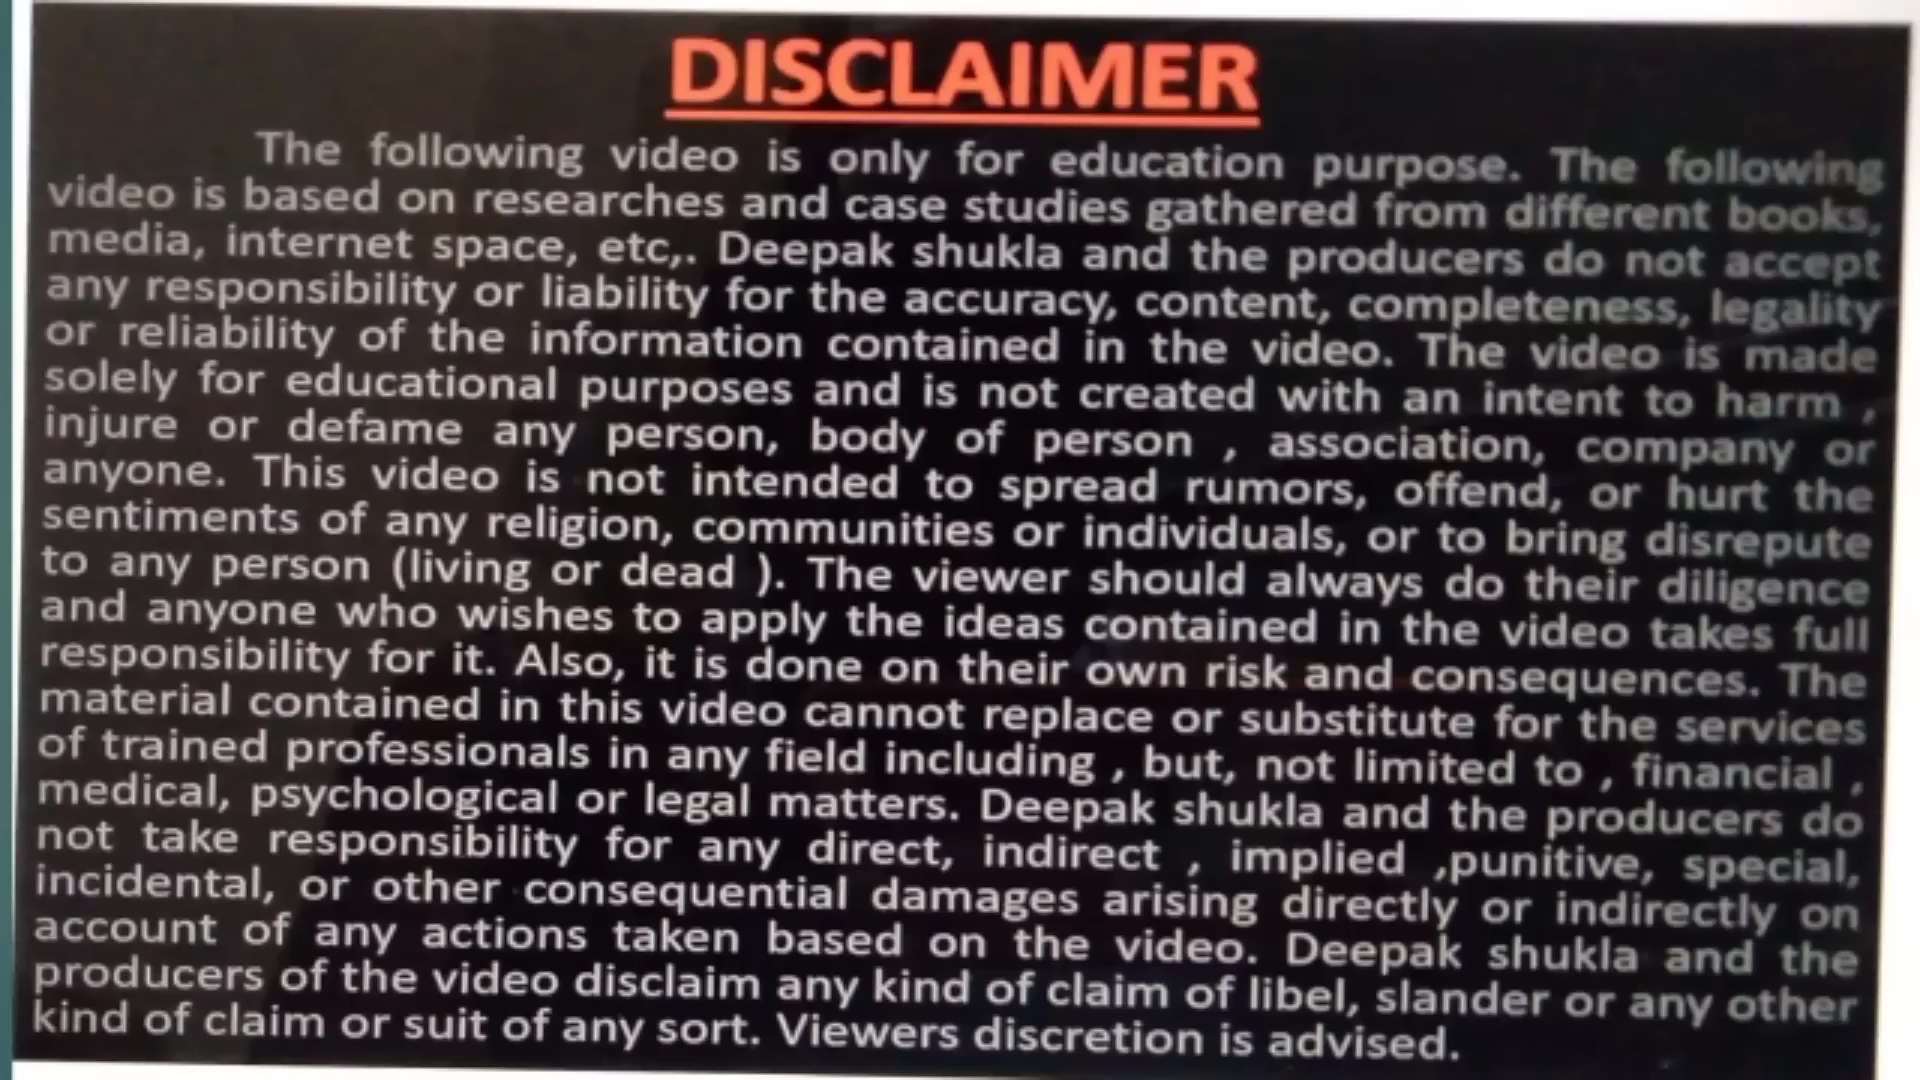 DISCLAIMER
The following video is only for education purpose. The following
video is based on researches and case studies gathered from different books,
media, internet space, etc,. Deepak shukla and the producers do not accept
any responsibility or liability for the accuracy, content, completeness, legality
or reliability of the information contained in the video. The video is made
solely for educational purposes and is not created with an intent to harm ,
injure or defame any person, body of person , association, company or
anyone. This video is not intended to spread rumors, offend, or hurt the
sentiments of any religion, communities or individuals, or to bring disrepute
to any person (living or dead ). The viewer should always do their diligence
and anyone who wishes to apply the ideas contained in the video takes full
responsibility for it. Also, it is done on their own risk and consequences. The
material contained in this video cannot replace or substitute for the services
of trained professionals in any field including , but, not limited to , financial ,
medical, psychological or legal matters. Deepak shukla and the producers do
not take responsibility for any direct, indirect , implied ,punitive, special,
incidental, or other consequential damages arising directly or indirectly on
account of any actions taken based on the video. Deepak shukla and the
producers of the video disclaim any kind of claim of libel, slander or any other
kind of claim or suit of any sort. Viewers discretion is advised.